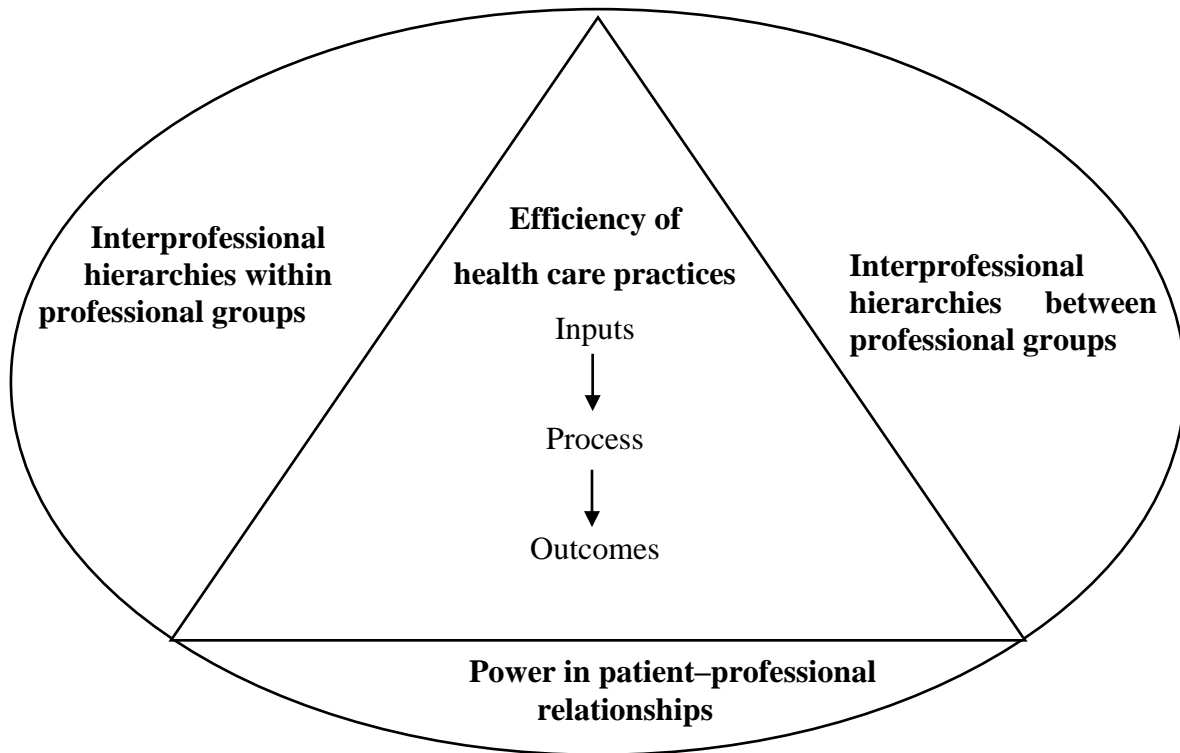 Interprofessional
hierarchies within
professional groups
Efficiency of
health care practices
Inputs
Process
Outcomes
Interprofessional
hierarchies between
professional groups
Power in patient–professional
relationships